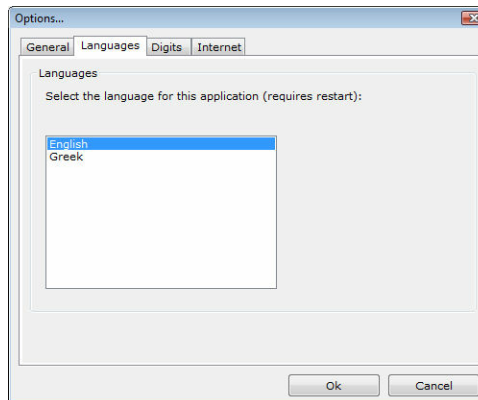 Options...
General Languages Digits Internet
Languages
Select the language for this application (requires restart):
English
Greek
Ok Cancel